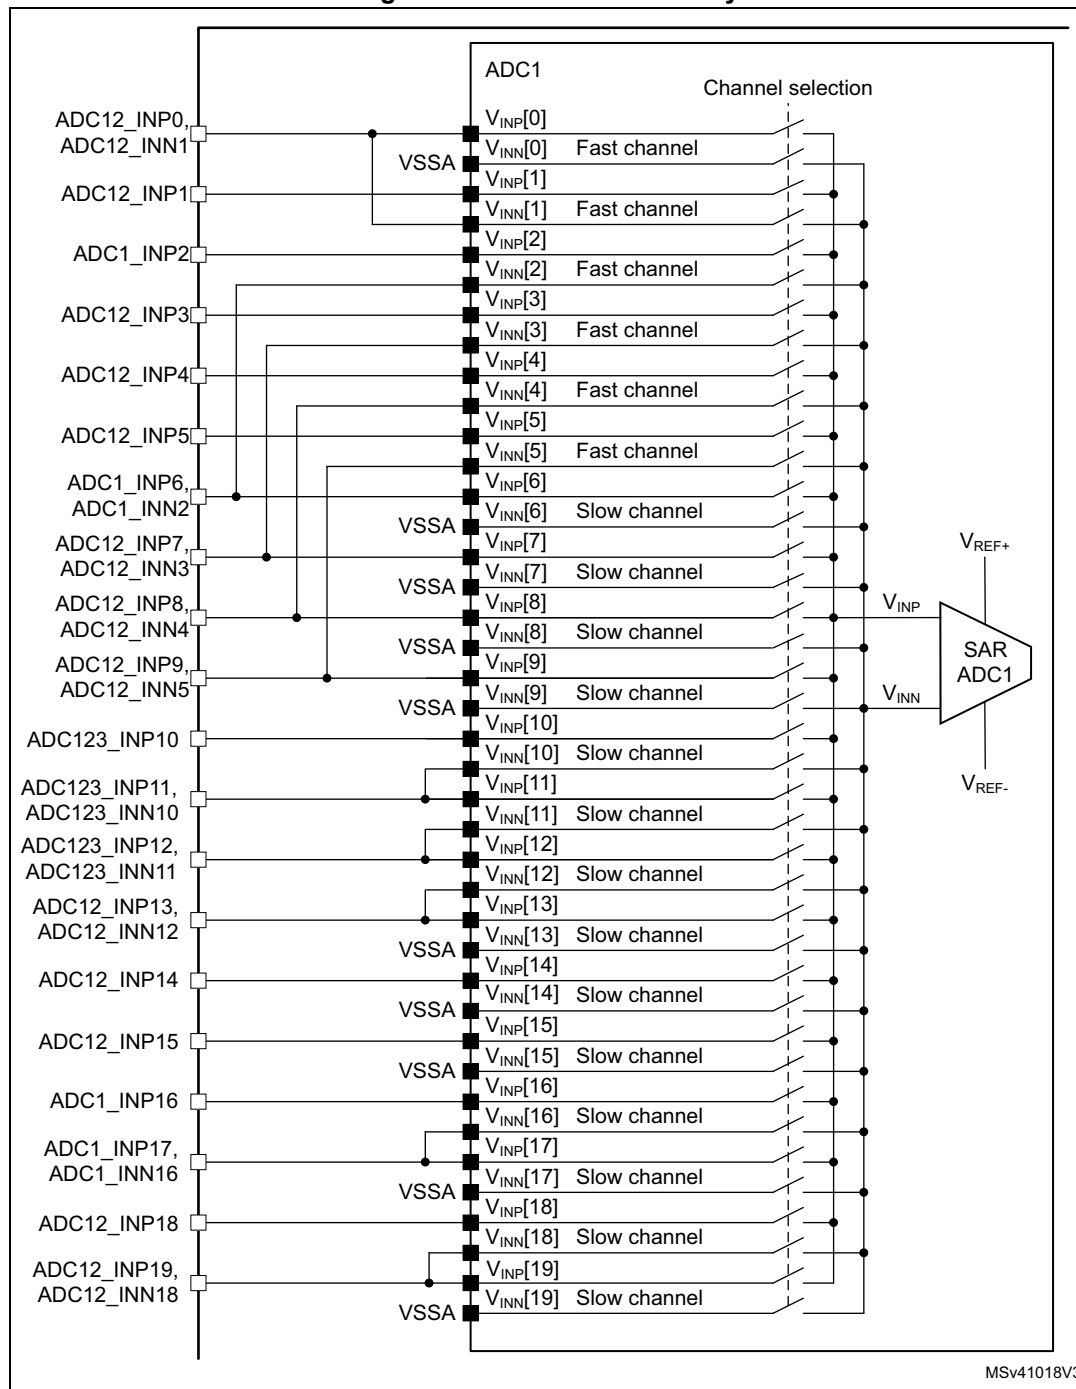 ADC1
Channel selection
ADC12_INP0,
ADC12_INN1
VINP[0]
VINN[0] Fast channel
VSSA
ADC12_INP1
VINP[1]
VINN[1] Fast channel
ADC1_INP2
VINP[2]
VINN[2] Fast channel
ADC12_INP3
VINP[3]
VINN[3] Fast channel
ADC12_INP4
VINP[4]
VINN[4] Fast channel
ADC12_INP5
VINP[5]
VINN[5] Fast channel
ADC1_INP6,
ADC1_INN2
VINP[6]
VINN[6] Slow channel
VSSA
ADC12_INP7,
ADC12_INN3
VINP[7]
VINN[7] Slow channel
VSSA
ADC12_INP8,
ADC12_INN4
VINP[8]
VINN[8] Slow channel
VSSA
ADC12_INP9,
ADC12_INN5
VINP[9]
VINN[9] Slow channel
VSSA
VREF+
VINP
SAR
ADC1
VINN
VREF-
ADC123_INP10
VINP[10]
VINN[10] Slow channel
ADC123_INP11,
ADC123_INN10
VINP[11]
VINN[11] Slow channel
ADC123_INP12,
ADC123_INN11
VINP[12]
VINN[12] Slow channel
ADC12_INP13,
ADC12_INN12
VINP[13]
VINN[13] Slow channel
VSSA
ADC12_INP14
VINP[14]
VINN[14] Slow channel
VSSA
ADC12_INP15
VINP[15]
VINN[15] Slow channel
VSSA
ADC1_INP16
VINP[16]
VINN[16] Slow channel
ADC1_INP17,
ADC1_INN16
VINP[17]
VINN[17] Slow channel
VSSA
ADC12_INP18
VINP[18]
VINN[18] Slow channel
ADC12_INP19,
ADC12_INN18
VINP[19]
VINN[19] Slow channel
VSSA
MSv41018V3